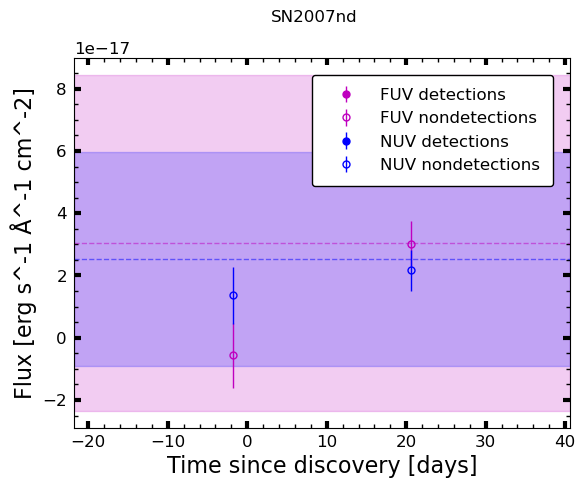 SN2007nd
1e−17
8
6
4
2
0
−2
Flux [erg s^-1 Å^-1 cm^-2]
FUV detections
FUV nondetections
NUV detections
NUV nondetections
−20 −10 0 10 20 30 40
Time since discovery [days]